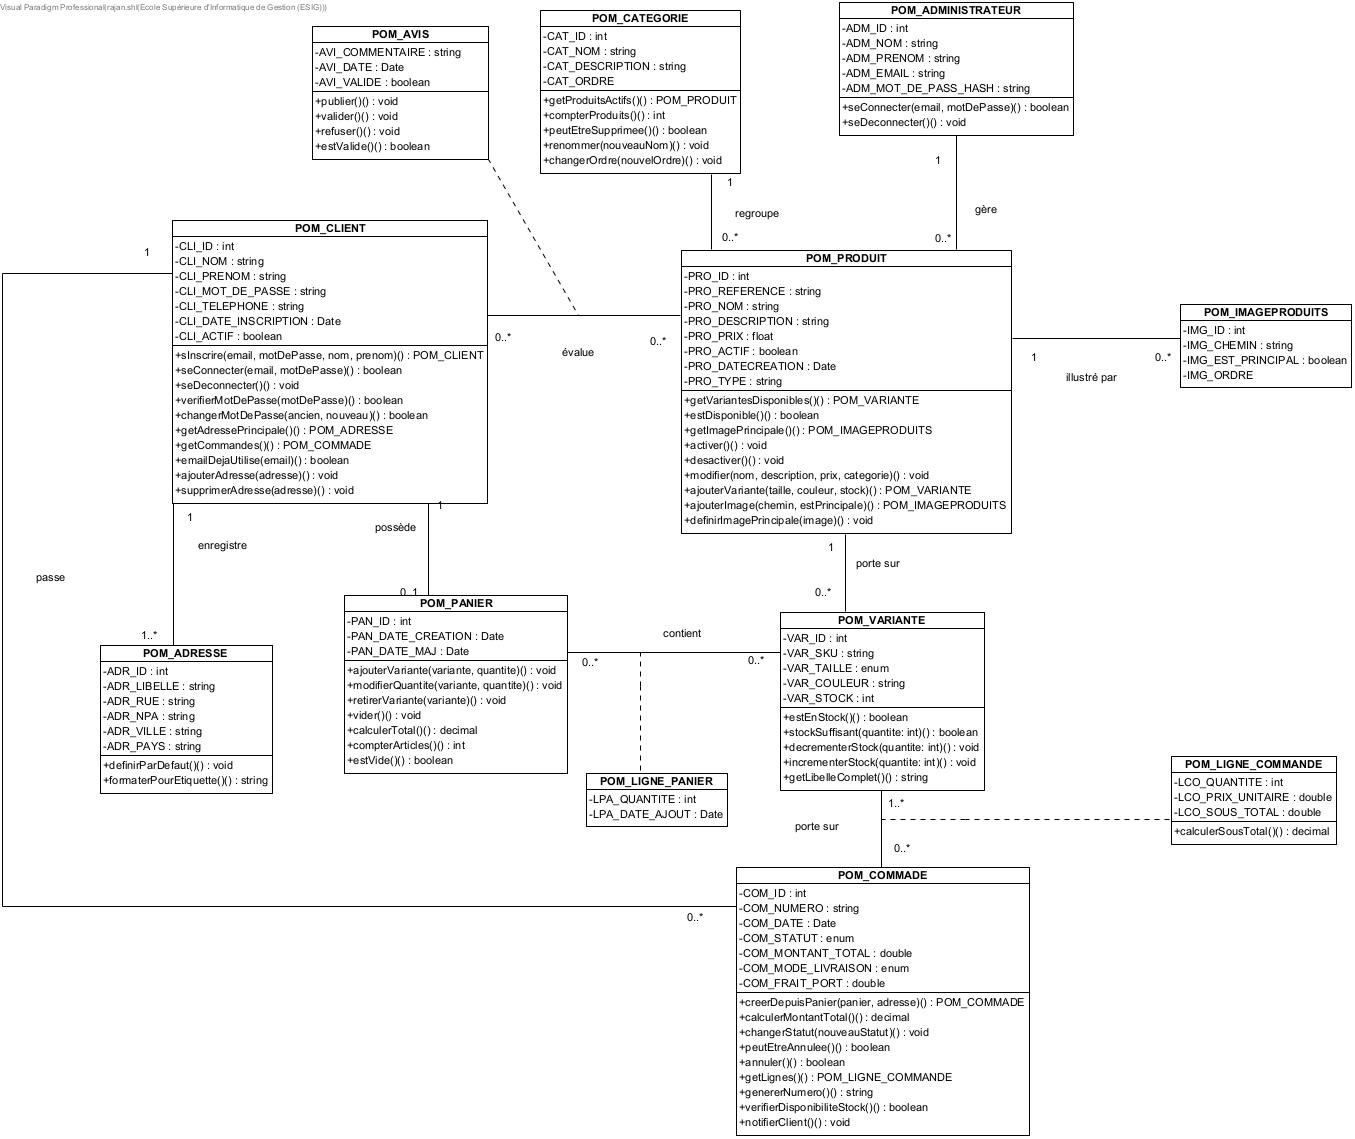 Visual Paradigm Professional(rajan.shl(Ecole Supérieure d'Informatique de Gestion (ESIG)))
POM_AVIS
-AVI_COMMENTAIRE : string
-AVI_DATE : Date
-AVI_VALIDE : boolean
+publier()() : void
+valider()() : void
+refuser()() : void
+estValide()() : boolean
POM_CATEGORIE
-CAT_ID : int
-CAT_NOM : string
-CAT_DESCRIPTION : string
-CAT_ORDRE
+getProduitsActifs()() : POM_PRODUIT
+compterProduits()() : int
+peutEtreSupprimee()() : boolean
+renommer(nouveauNom)() : void
+changerOrdre(nouvelOrdre)() : void
POM_ADMINISTRATEUR
-ADM_ID : int
-ADM_NOM : string
-ADM_PRENOM : string
-ADM_EMAIL : string
-ADM_MOT_DE_PASS_HASH : string
+seConnecter(email, motDePasse)() : boolean
+seDeconnecter()() : void
1
regroupe
0..*
1
gère
0..*
POM_CLIENT
-CLI_ID : int
-CLI_NOM : string
-CLI_PRENOM : string
-CLI_MOT_DE_PASSE : string
-CLI_TELEPHONE : string
-CLI_DATE_INSCRIPTION : Date
-CLI_ACTIF : boolean
+sInscrire(email, motDePasse, nom, prenom)() : POM_CLIENT
+seConnecter(email, motDePasse)() : boolean
+seDeconnecter()() : void
+verifierMotDePasse(motDePasse)() : boolean
+changerMotDePasse(ancien, nouveau)() : boolean
+getAdressePrincipale()() : POM_ADRESSE
+getCommandes()() : POM_COMMADE
+emailDejaUtilise(email)() : boolean
+ajouterAdresse(adresse)() : void
+supprimerAdresse(adresse)() : void
1
0..*
évalue
0..*
POM_PRODUIT
-PRO_ID : int
-PRO_REFERENCE : string
-PRO_NOM : string
-PRO_DESCRIPTION : string
-PRO_PRIX : float
-PRO_ACTIF : boolean
-PRO_DATECREATION : Date
-PRO_TYPE : string
+getVariantesDisponibles()() : POM_VARIANTE
+estDisponible()() : boolean
+getImagePrincipale()() : POM_IMAGEPRODUITS
+activer()() : void
+desactiver()() : void
+modifier(nom, description, prix, categorie)() : void
+ajouterVariante(taille, couleur, stock)() : POM_VARIANTE
+ajouterImage(chemin, estPrincipale)() : POM_IMAGEPRODUITS
+definirImagePrincipale(image)() : void
1
illustré par
0..*
POM_IMAGEPRODUITS
-IMG_ID : int
-IMG_CHEMIN : string
-IMG_EST_PRINCIPAL : boolean
-IMG_ORDRE
1
enregistre
1..*
1
possède
0..1
passe
1
porte sur
0..*
POM_ADRESSE
-ADR_ID : int
-ADR_LIBELLE : string
-ADR_RUE : string
-ADR_NPA : string
-ADR_VILLE : string
-ADR_PAYS : string
+definirParDefaut()() : void
+formaterPourEtiquette()() : string
POM_PANIER
-PAN_ID : int
-PAN_DATE_CREATION : Date
-PAN_DATE_MAJ : Date
+ajouterVariante(variante, quantite)() : void
+modifierQuantite(variante, quantite)() : void
+retirerVariante(variante)() : void
+vider()() : void
+calculerTotal()() : decimal
+compterArticles()() : int
+estVide()() : boolean
contient
0..*
0..*
POM_VARIANTE
-VAR_ID : int
-VAR_SKU : string
-VAR_TAILLE : enum
-VAR_COULEUR : string
-VAR_STOCK : int
+estEnStock()() : boolean
+stockSuffisant(quantite: int)() : boolean
+decrementerStock(quantite: int)() : void
+incrementerStock(quantite: int)() : void
+getLibelleComplet()() : string
POM_LIGNE_PANIER
-LPA_QUANTITE : int
-LPA_DATE_AJOUT : Date
POM_LIGNE_COMMANDE
-LCO_QUANTITE : int
-LCO_PRIX_UNITAIRE : double
-LCO_SOUS_TOTAL : double
+calculerSousTotal()() : decimal
1..*
porte sur
0..*
0..*
POM_COMMADE
-COM_ID : int
-COM_NUMERO : string
-COM_DATE : Date
-COM_STATUT : enum
-COM_MONTANT_TOTAL : double
-COM_MODE_LIVRAISON : enum
-COM_FRAIT_PORT : double
+creerDepuisPanier(panier, adresse)() : POM_COMMADE
+calculerMontantTotal()() : decimal
+changerStatut(nouveauStatut)() : void
+peutEtreAnnulee()() : boolean
+annuler()() : boolean
+getLignes()() : POM_LIGNE_COMMANDE
+genererNumero()() : string
+verifierDisponibiliteStock()() : boolean
+notifierClient()() : void